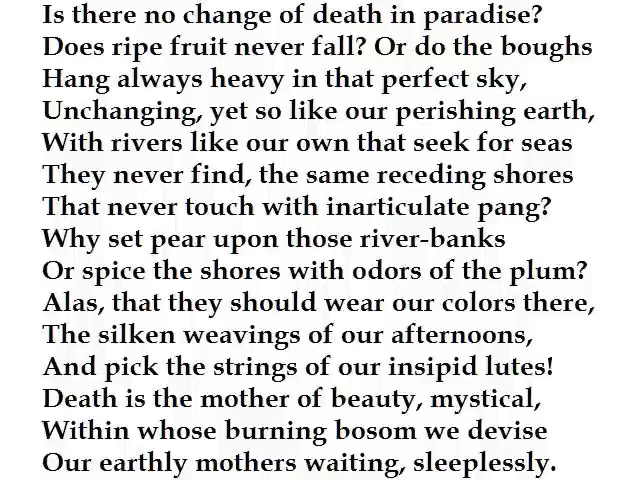 Is there no change of death in paradise?
Does ripe fruit never fall? Or do the boughs
Hang always heavy in that perfect sky,
Unchanging, yet so like our perishing earth,
With rivers like our own that seek for seas
They never find, the same receding shores
That never touch with inarticulate pang?
Why set pear upon those river-banks
Or spice the shores with odors of the plum?
Alas, that they should wear our colors there,
The silken weavings of our afternoons,
And pick the strings of our insipid lutes!
Death is the mother of beauty, mystical,
Within whose burning bosom we devise
Our earthly mothers waiting, sleeplessly.